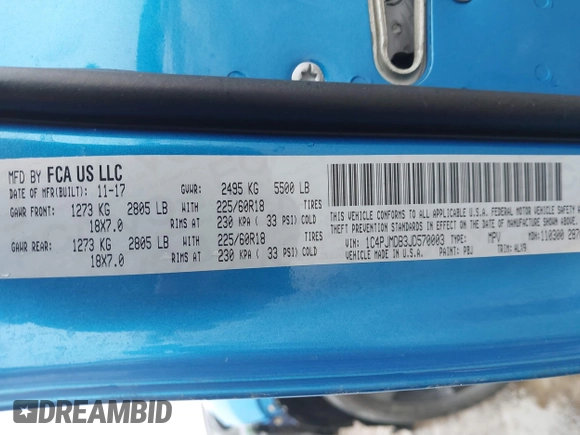 MFD BY FCA US LLC
DATE OF MFR(BUILT): 11-17 GVWR: 2495 KG 5500 LB
GAWR FRONT: 1273 KG 2805 LB WITH 225/60R18 TIRES
18X7.0 RIMS AT 230 KPA ( 33 PSI) COLD
GAWR REAR: 1273 KG 2805 LB WITH 225/60R18 TIRES
18X7.0 RIMS AT 230 KPA ( 33 PSI) COLD
THIS VEHICLE CONFORMS TO ALL APPLICABLE U.S.A. FEDERAL MOTOR VEHICLE SAFETY
THEFT PREVENTION STANDARDS IN EFFECT ON THE DATE OF MANUFACTURE SHOWN ABOVE.
VIN: 1C4PJMDB3JD570003 TYPE: MPV MDH: 110300
VEHICLE MADE IN U.S.A. PAINT: PBJ TRIM: ALX9
DREAMBID